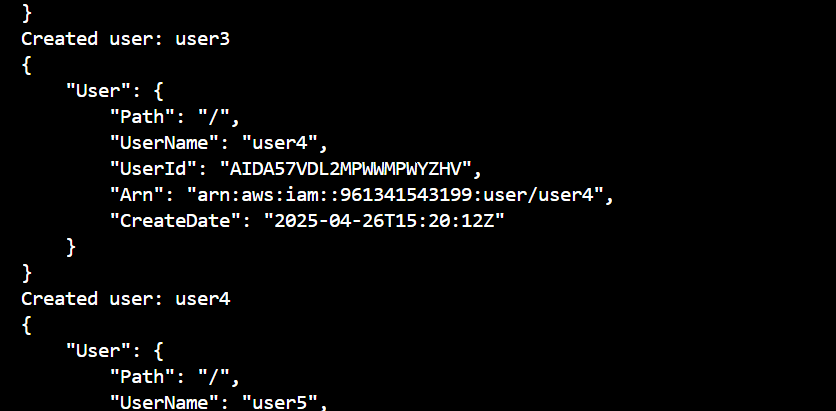 }
Created user: user3
{
    "User": {
        "Path": "/",
        "UserName": "user4",
        "UserId": "AIDA57VDL2MPWWMPWYZHV",
        "Arn": "arn:aws:iam::961341543199:user/user4",
        "CreateDate": "2025-04-26T15:20:12Z"
    }
}
Created user: user4
{
    "User": {
        "Path": "/",
        "UserName": "user5",